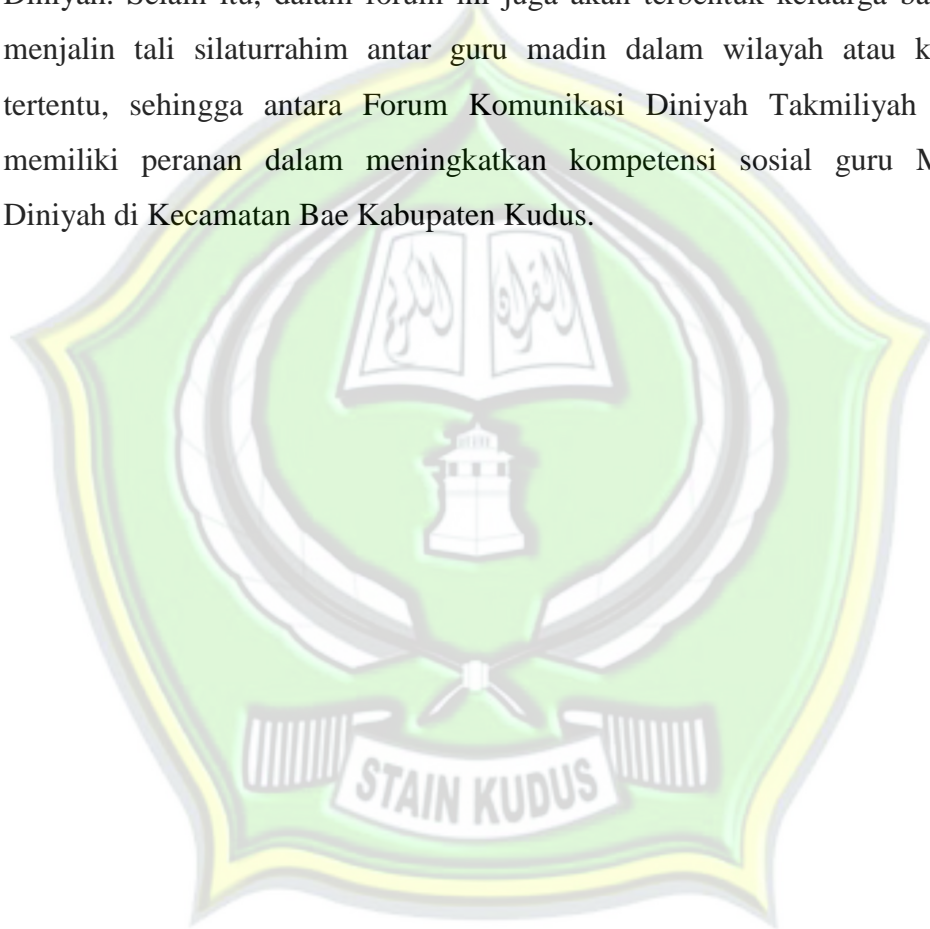 Diniyah. Selain itu, dalam forum ini juga akan terbentuk keluarga
menjalin tali silaturrahim antar guru madin dalam wilayah atau
tertentu, sehingga antara Forum Komunikasi Diniyah Takmiliyah
memiliki peranan dalam meningkatkan kompetensi sosial guru
Diniyah di Kecamatan Bae Kabupaten Kudus.
القرآن الكريم
STAIN KUDUS